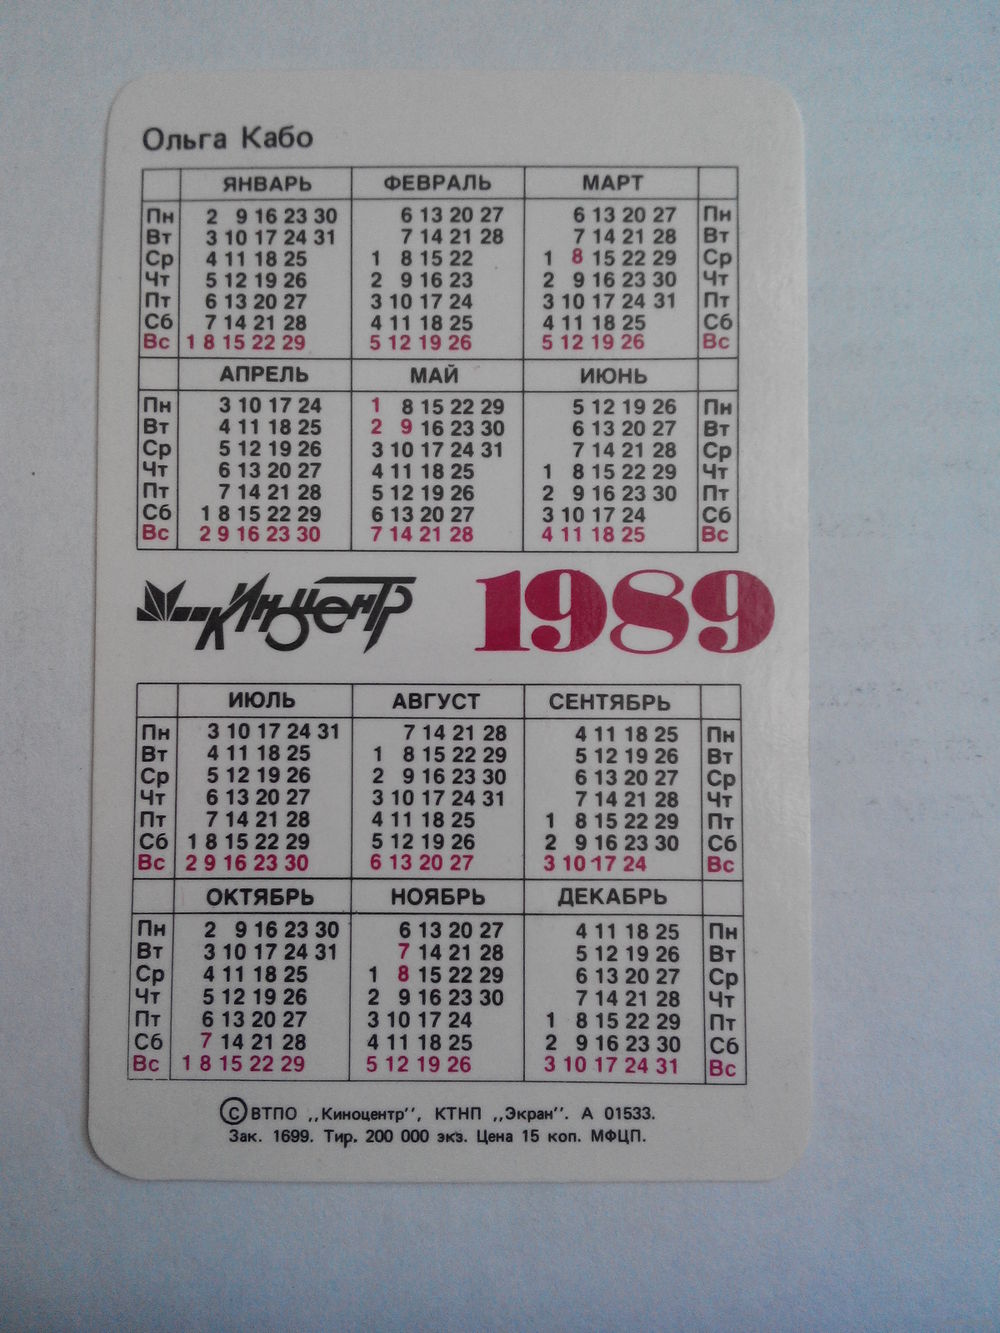 Ольга Кабо
ЯНВАРЬ ФЕВРАЛЬ МАРТ
Пн 2 9 16 23 30 6 13 20 27 6 13 20 27 Пн
Вт 3 10 17 24 31 7 14 21 28 7 14 21 28 Вт
Ср 4 11 18 25 1 8 15 22 1 8 15 22 29 Ср
Чт 5 12 19 26 2 9 16 23 2 9 16 23 30 Чт
Пт 6 13 20 27 3 10 17 24 3 10 17 24 31 Пт
Сб 7 14 21 28 4 11 18 25 4 11 18 25 Сб
Вс 1 8 15 22 29 5 12 19 26 5 12 19 26 Вс
АПРЕЛЬ МАЙ ИЮНЬ
Пн 3 10 17 24 1 8 15 22 29 5 12 19 26 Пн
Вт 4 11 18 25 2 9 16 23 30 6 13 20 27 Вт
Ср 5 12 19 26 3 10 17 24 31 7 14 21 28 Ср
Чт 6 13 20 27 4 11 18 25 1 8 15 22 29 Чт
Пт 7 14 21 28 5 12 19 26 2 9 16 23 30 Пт
Сб 1 8 15 22 29 6 13 20 27 3 10 17 24 Сб
Вс 2 9 16 23 30 7 14 21 28 4 11 18 25 Вс
Киноцентр 1989
ИЮЛЬ АВГУСТ СЕНТЯБРЬ
Пн 3 10 17 24 31 7 14 21 28 4 11 18 25 Пн
Вт 4 11 18 25 1 8 15 22 29 5 12 19 26 Вт
Ср 5 12 19 26 2 9 16 23 30 6 13 20 27 Ср
Чт 6 13 20 27 3 10 17 24 31 7 14 21 28 Чт
Пт 7 14 21 28 4 11 18 25 1 8 15 22 29 Пт
Сб 1 8 15 22 29 5 12 19 26 2 9 16 23 30 Сб
Вс 2 9 16 23 30 6 13 20 27 3 10 17 24 Вс
ОКТЯБРЬ НОЯБРЬ ДЕКАБРЬ
Пн 2 9 16 23 30 6 13 20 27 4 11 18 25 Пн
Вт 3 10 17 24 31 7 14 21 28 5 12 19 26 Вт
Ср 4 11 18 25 1 8 15 22 29 6 13 20 27 Ср
Чт 5 12 19 26 2 9 16 23 30 7 14 21 28 Чт
Пт 6 13 20 27 3 10 17 24 1 8 15 22 29 Пт
Сб 7 14 21 28 4 11 18 25 2 9 16 23 30 Сб
Вс 1 8 15 22 29 5 12 19 26 3 10 17 24 31 Вс
© ВТПО „Киноцентр", КТНП „Экран". А 01533.
Зак. 1699. Тир. 200 000 экз. Цена 15 коп. МФЦП.